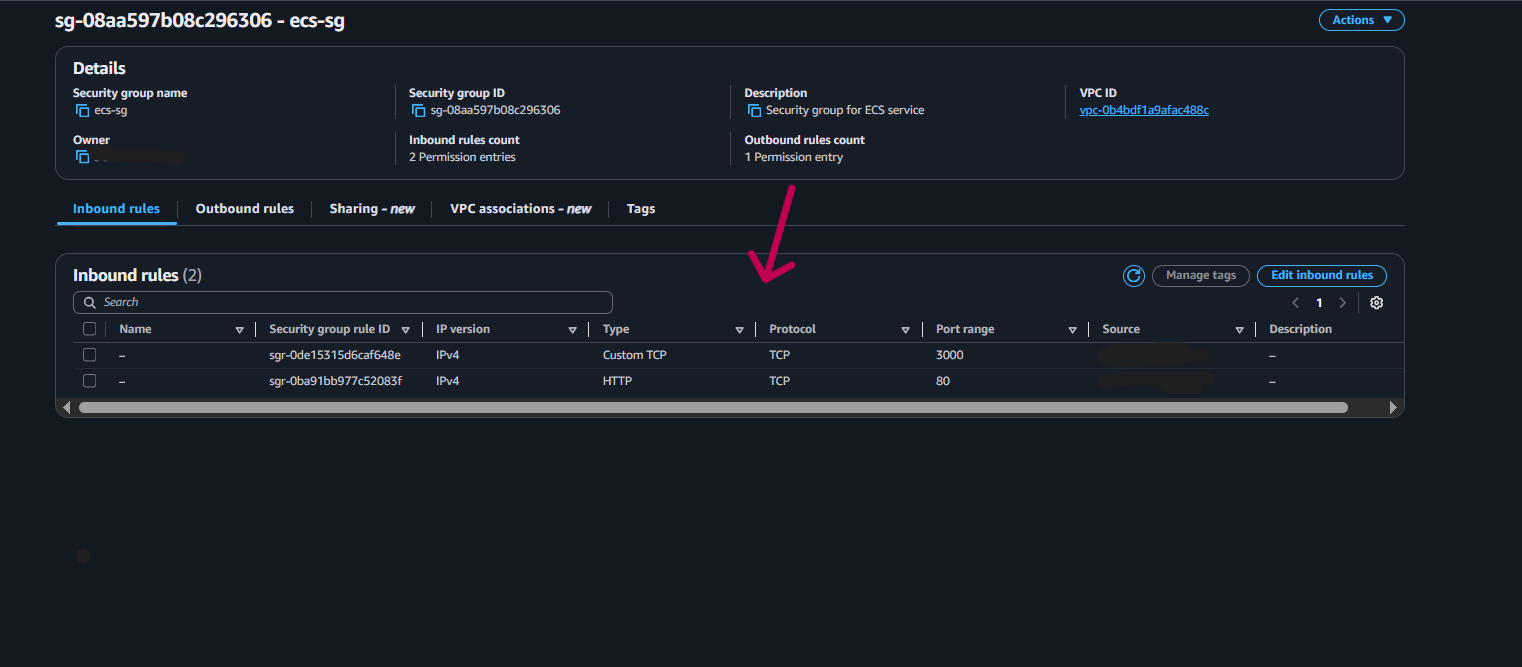 sg-08aa597b08c296306 - ecs-sg
Actions
Details
Security group name
ecs-sg
Security group ID
sg-08aa597b08c296306
Description
Security group for ECS service
VPC ID
vpc-0b4bdf1a9afac488c
Owner
Inbound rules count
2 Permission entries
Outbound rules count
1 Permission entry
Inbound rules
Outbound rules
Sharing - new
VPC associations - new
Tags
Inbound rules (2)
Manage tags
Edit inbound rules
Search
1
Name Security group rule ID IP version Type Protocol Port range Source Description
– sgr-0de15315d6caf648e IPv4 Custom TCP TCP 3000 –
– sgr-0ba91bb977c52083f IPv4 HTTP TCP 80 –